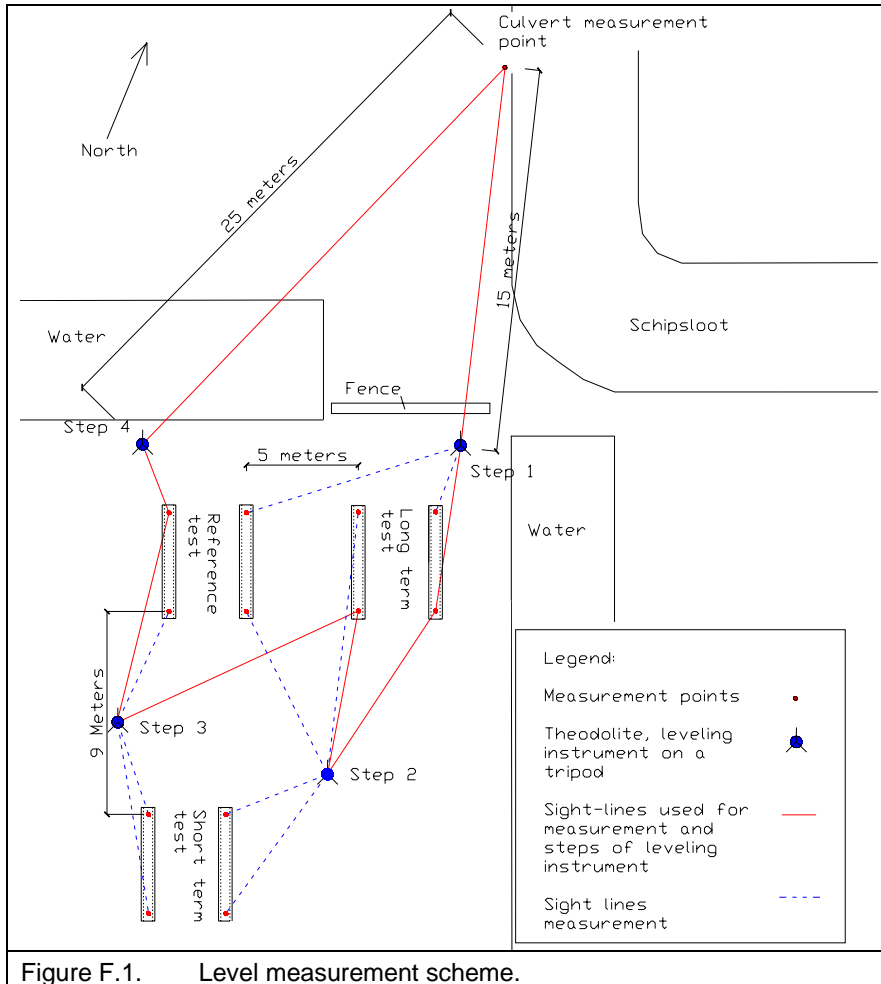 Culvert measurement
point
North
25 meters
15 meters
Water
Schipsloot
Fence
Step 4
5 meters
Step 1
Reference
test
Long term
test
Water
9 Meters
Step 3
Step 2
Short term
test
Legend:
Measurement points
Theodolite, leveling
instrument on a
tripod
Sight-lines used for
measurement and
steps of leveling
instrument
Sight lines
measurement
Figure F.1. Level measurement scheme.